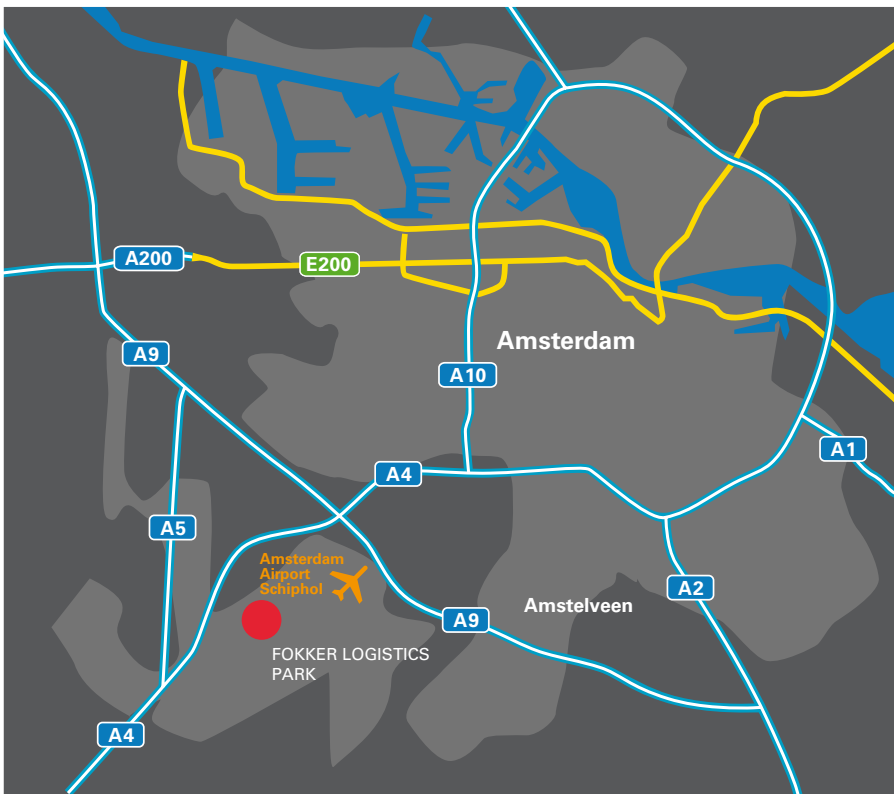 A200
E200
Amsterdam
A9
A10
A4
A1
A5
Amsterdam
Airport
Schiphol
A2
Amstelveen
A9
FOKKER LOGISTICS
PARK
A4